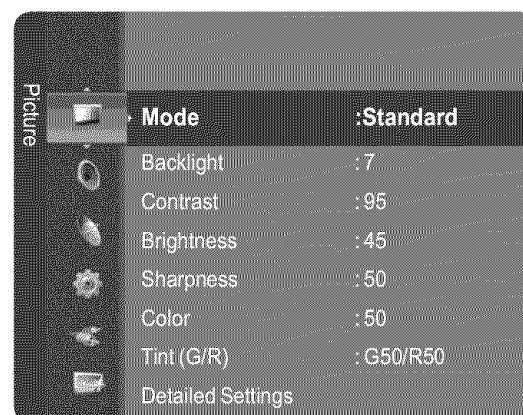 Picture
Mode :Standard
Backlight : 7
Contrast : 95
Brightness : 45
Sharpness : 50
Color : 50
Tint (G/R) : G50/R50
Detailed Settings